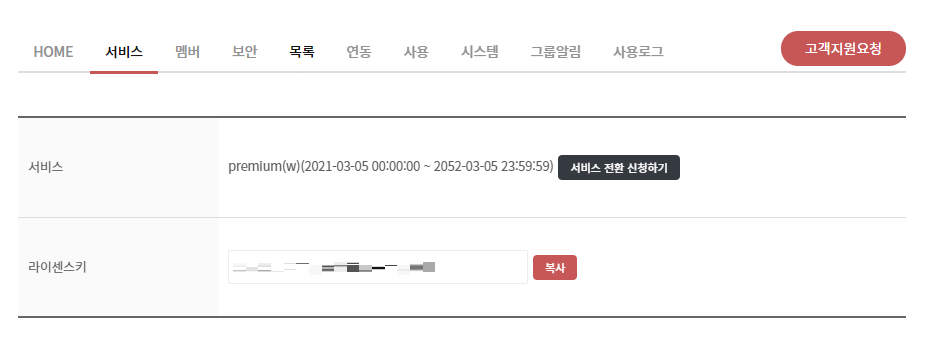 HOME 서비스 멤버 보안 목록 연동 사용 시스템 그룹알림 사용로그 고객지원요청
서비스 premium(w)(2021-03-05 00:00:00 ~ 2052-03-05 23:59:59) 서비스 전환 신청하기
라이센스키 복사